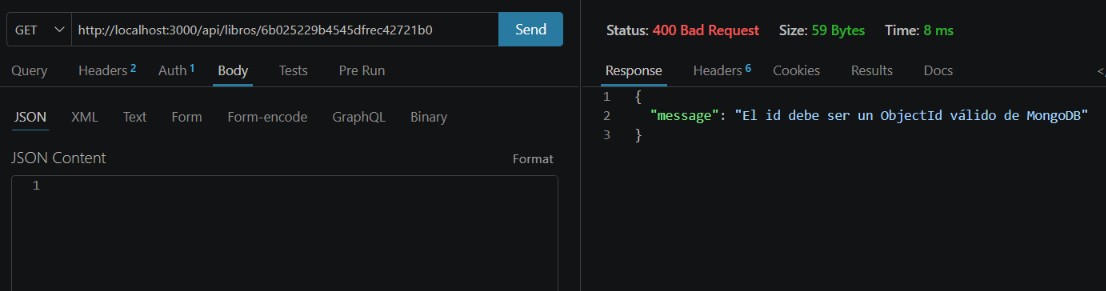 GET http://localhost:3000/api/libros/6b025229b4545dfrec42721b0 Send
Query Headers 2 Auth 1 Body Tests Pre Run
JSON XML Text Form Form-encode GraphQL Binary
JSON Content Format
1
Status: 400 Bad Request Size: 59 Bytes Time: 8 ms
Response Headers 6 Cookies Results Docs <
1 {
2 "message": "El id debe ser un ObjectId válido de MongoDB"
3 }